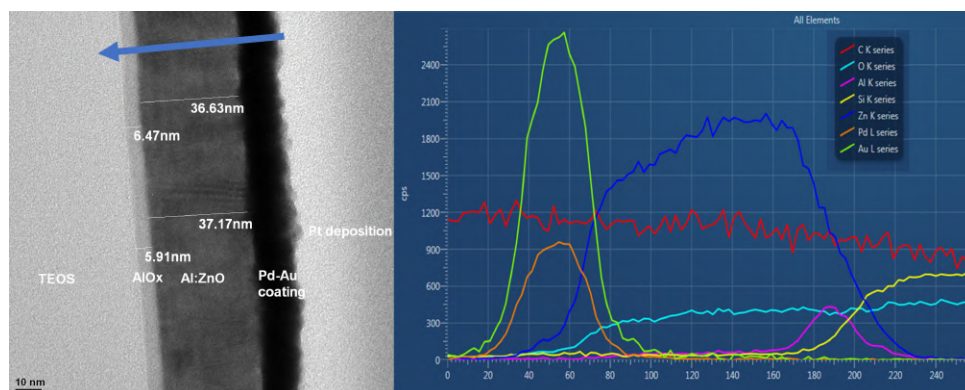 36.63nm
6.47nm
37.17nm
Pt deposition
5.91nm
TEOS
AlOx
Al:ZnO
Pd-Au
coating
10 nm
All Elements
C K series
O K series
Al K series
Si K series
Zn K series
Pd L series
Au L series
cps
2400
2100
1800
1500
1200
900
600
300
0
0 20 40 60 80 100 120 140 160 180 200 220 240